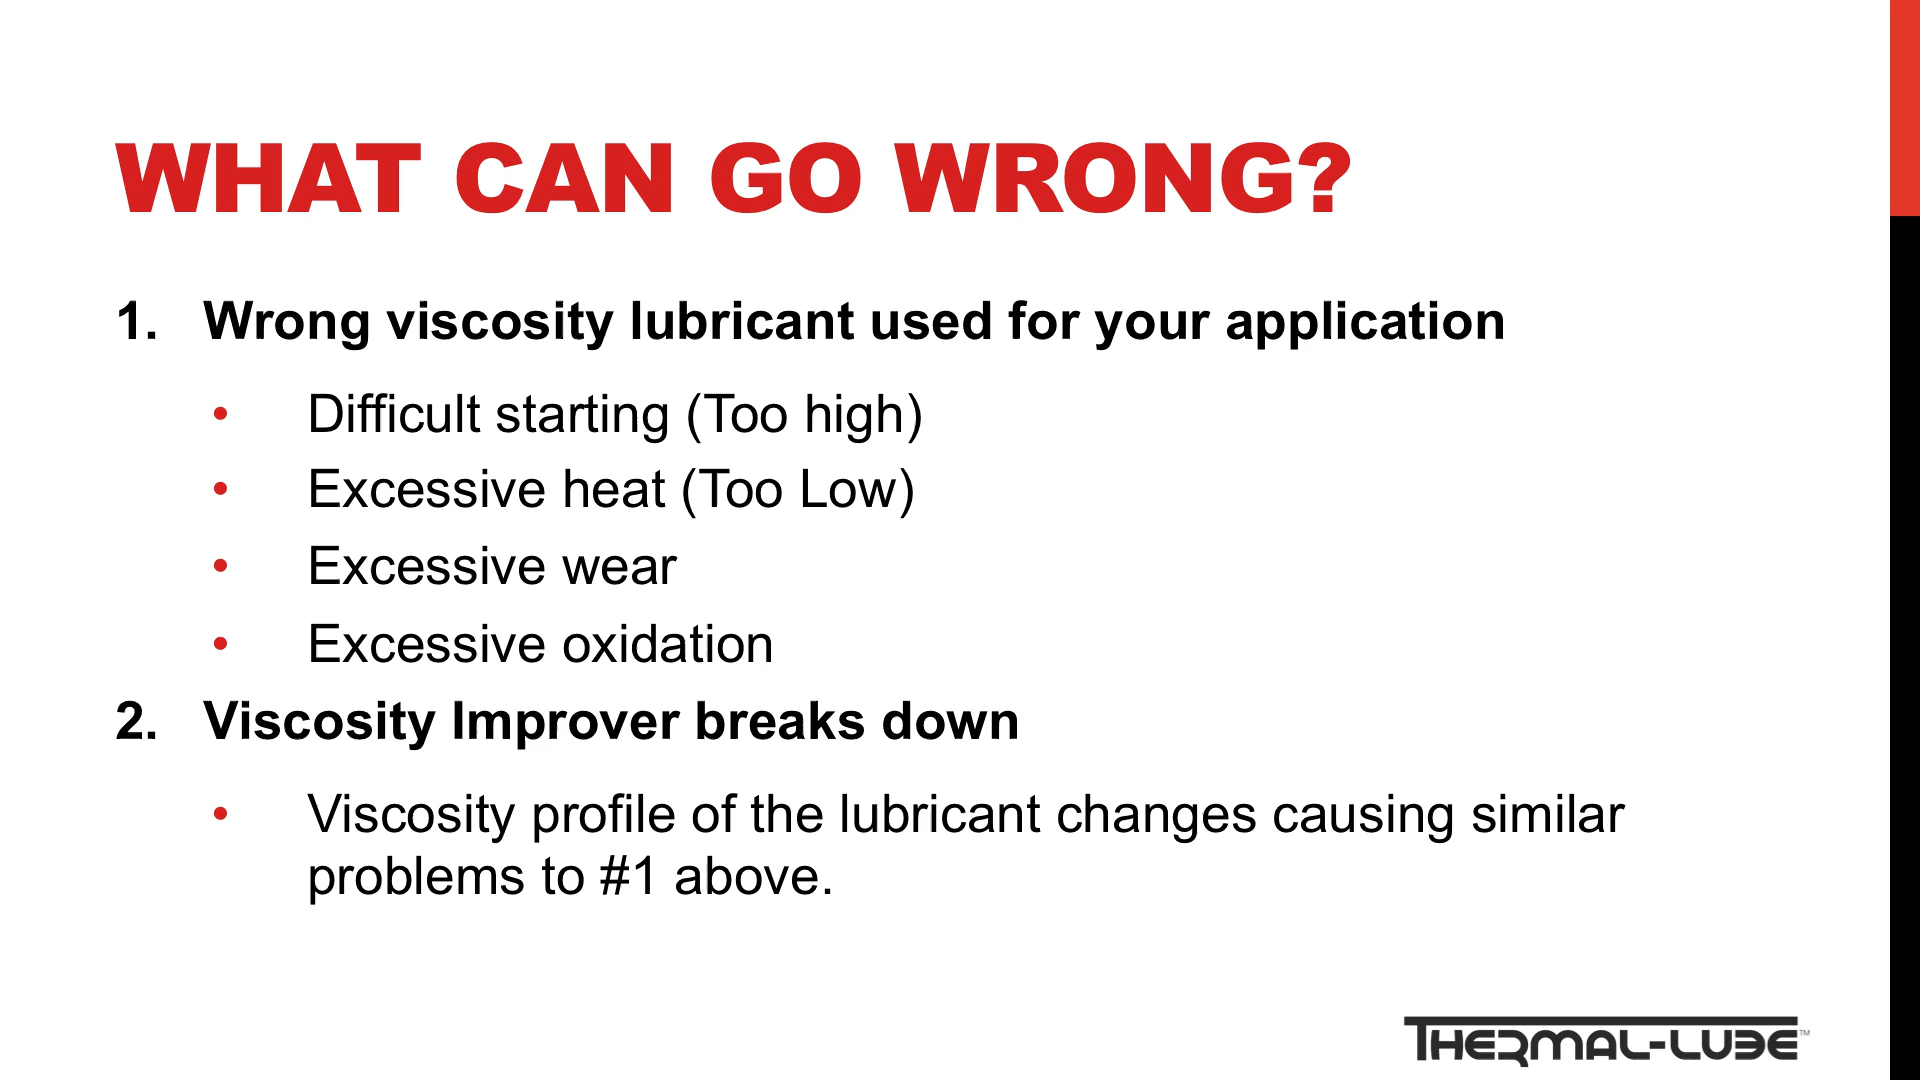 WHAT CAN GO WRONG?
1. Wrong viscosity lubricant used for your application
• Difficult starting (Too high)
• Excessive heat (Too Low)
• Excessive wear
• Excessive oxidation
2. Viscosity Improver breaks down
• Viscosity profile of the lubricant changes causing similar
problems to #1 above.
THERMAL-LUBE™